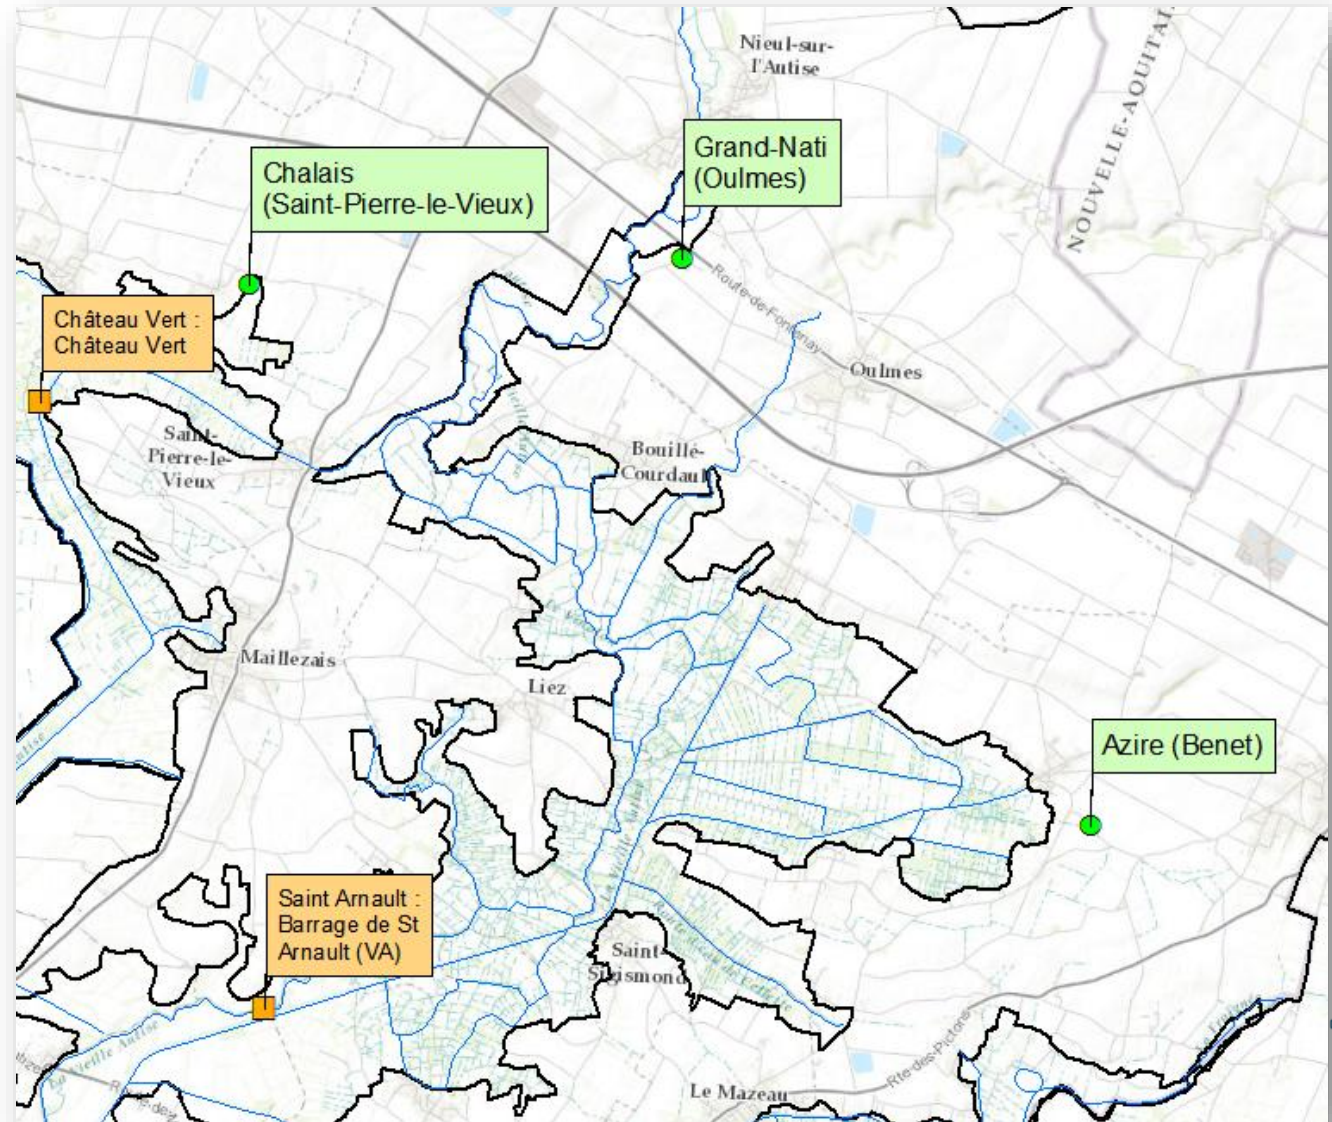 Nieul-sur-
l'Autise
NOUVELLE-AQUITAI
Grand-Nati
(Oulmes)
Chalais
(Saint-Pierre-le-Vieux)
Château Vert :
Château Vert
Route-de-Fontenay
Oulmes
Saint-
Pierre-le-
Vieux
Bouillé-
Courdault
Maillezais
Liez
Azire (Benet)
Saint Arnault :
Barrage de St
Arnault (VA)
Saint-
Sigismond
La Vieille Autise
Rte-des-Pictons
Le Mazeau